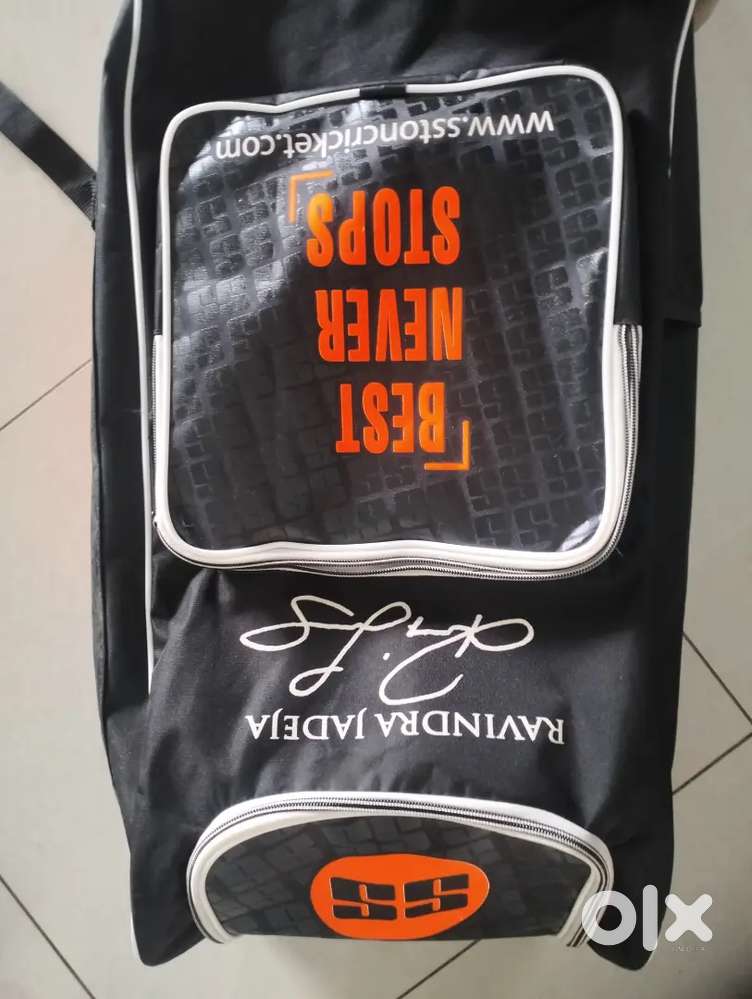 SS
RAVINDRA JADEJA
BEST
NEVER
STOPS
www.sstoncricket.com
olx